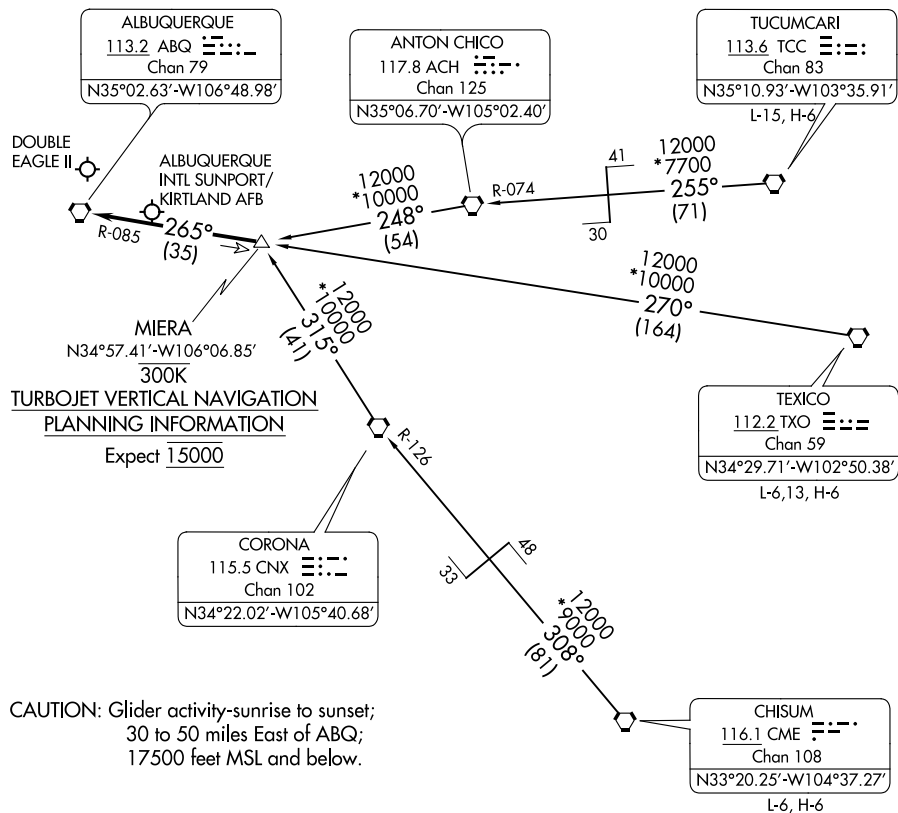 ALBUQUERQUE
113.2 ABQ
Chan 79
N35°02.63’-W106°48.98’
ANTON CHICO
117.8 ACH
Chan 125
N35°06.70’-W105°02.40’
TUCUMCARI
113.6 TCC
Chan 83
N35°10.93’-W103°35.91’
L-15, H-6
DOUBLE
EAGLE II
ALBUQUERQUE
INTL SUNPORT/
KIRTLAND AFB
12000
*10000
248°
(54)
R-074
41
30
12000
*7700
255°
(71)
R-085
265°
(35)
12000
*10000
270°
(164)
12000
*10000
315°
(41)
MIERA
N34°57.41’-W106°06.85’
300K
TURBOJET VERTICAL NAVIGATION
PLANNING INFORMATION
Expect 15000
TEXICO
112.2 TXO
Chan 59
N34°29.71’-W102°50.38’
L-6,13, H-6
R-126
CORONA
115.5 CNX
Chan 102
N34°22.02’-W105°40.68’
48
33
12000
*9000
308°
(81)
CAUTION: Glider activity-sunrise to sunset;
30 to 50 miles East of ABQ;
17500 feet MSL and below.
CHISUM
116.1 CME
Chan 108
N33°20.25’-W104°37.27’
L-6, H-6